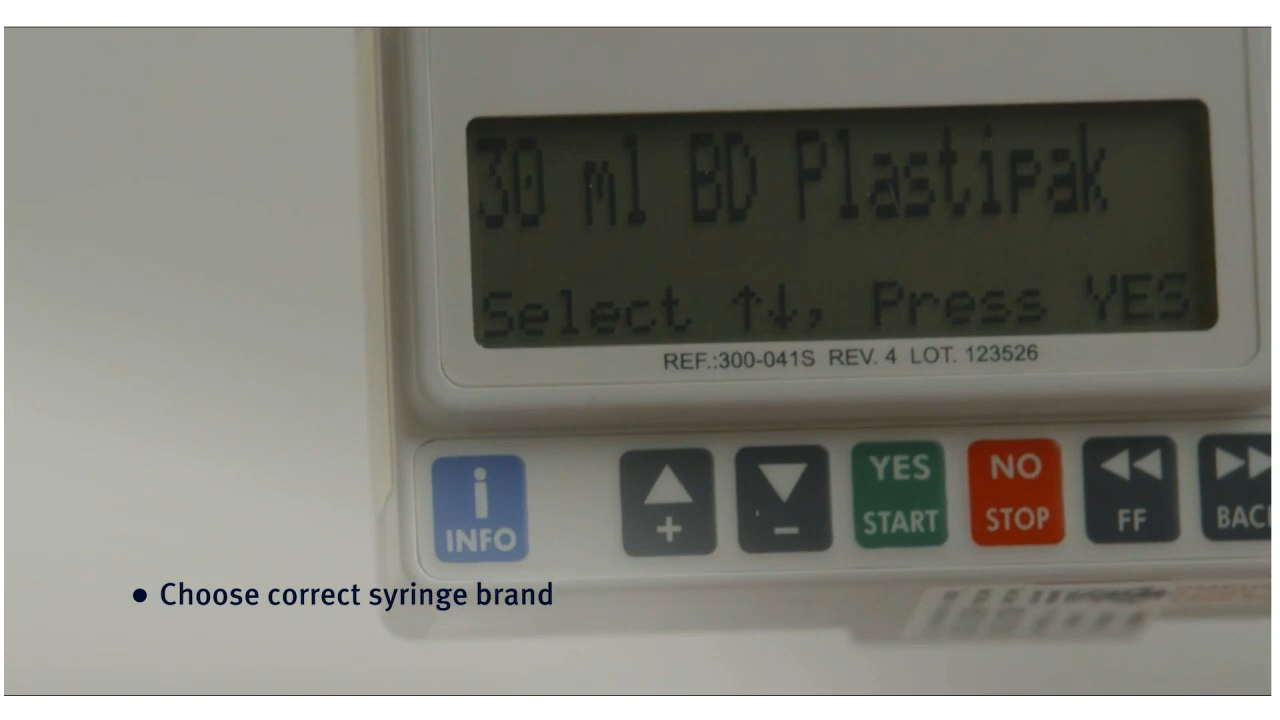 30 ml BD Plastipak
Select ↑↓, Press YES
REF.:300-041S REV. 4 LOT. 123526
i
INFO
+
-
YES
START
NO
STOP
FF
BAC
• Choose correct syringe brand